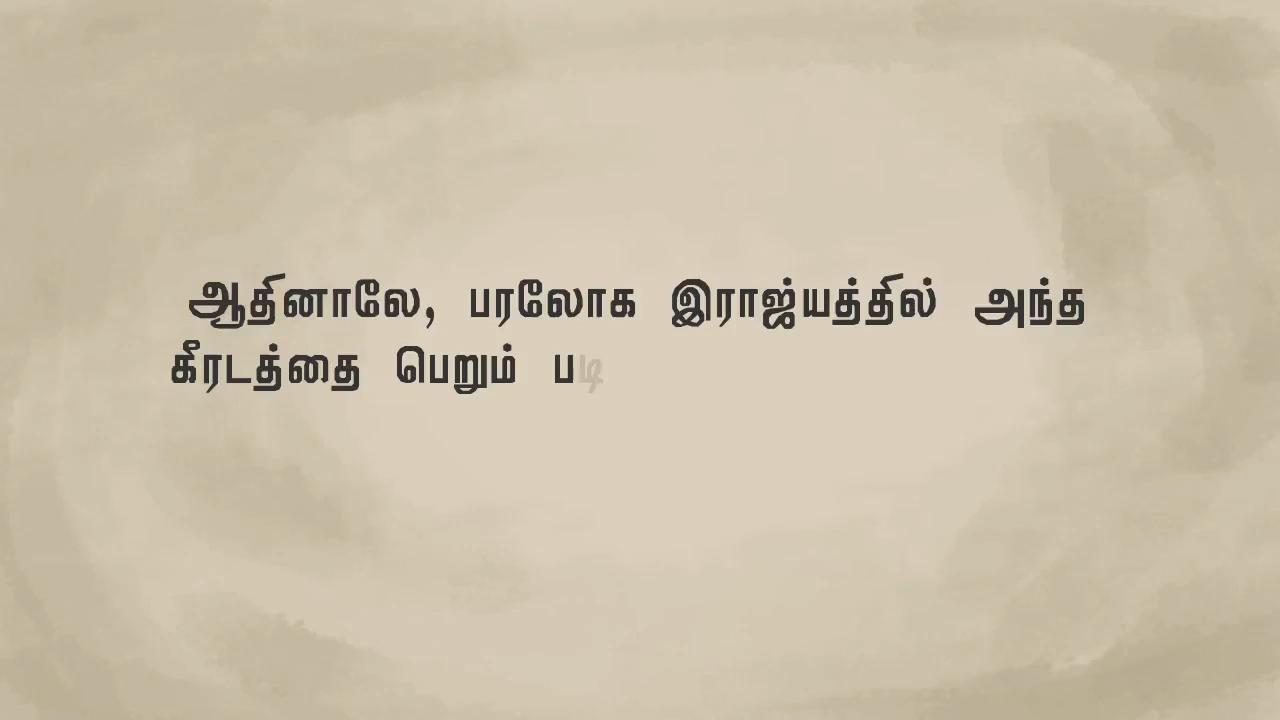 ஆதினாலே, பரலோக இராஜ்யத்தில் அந்த
கீரடத்தை பெறும் படி